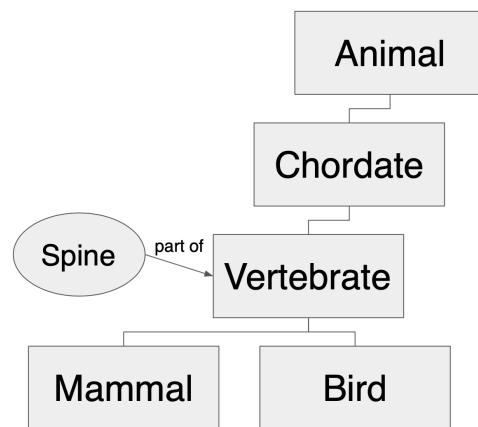 Animal
Chordate
Spine
part of
Vertebrate
Mammal
Bird